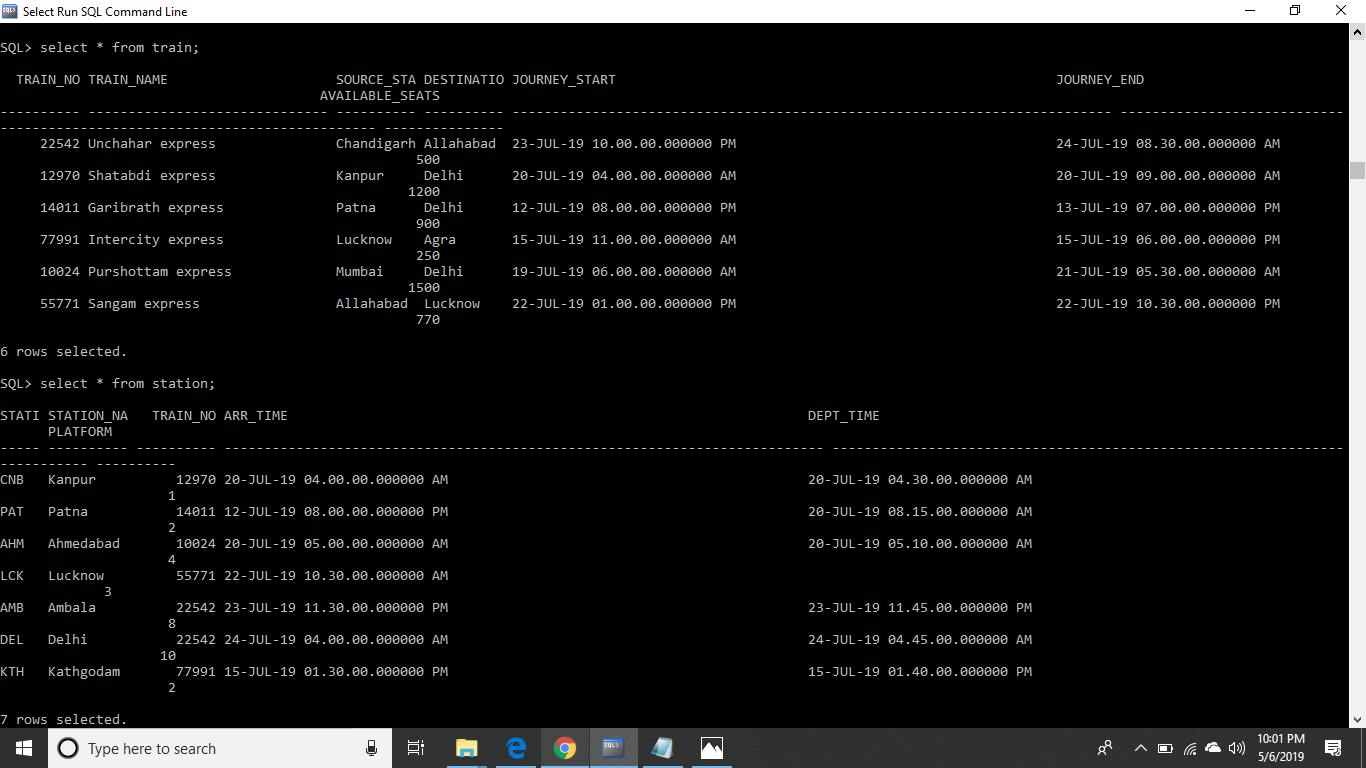 Select Run SQL Command Line
SQL> select * from train;
TRAIN_NO TRAIN_NAME SOURCE_STA DESTINATIO JOURNEY_START JOURNEY_END
AVAILABLE_SEATS
---------- ------------------------------ ---------- ---------- --------------------------------------------------------------------------- ----------------------------
--------------------------------------------- ---------------
22542 Unchahar express Chandigarh Allahabad 23-JUL-19 10.00.00.000000 PM 24-JUL-19 08.30.00.000000 AM
500
12970 Shatabdi express Kanpur Delhi 20-JUL-19 04.00.00.000000 AM 20-JUL-19 09.00.00.000000 AM
1200
14011 Garibrath express Patna Delhi 12-JUL-19 08.00.00.000000 PM 13-JUL-19 07.00.00.000000 PM
900
77991 Intercity express Lucknow Agra 15-JUL-19 11.00.00.000000 AM 15-JUL-19 06.00.00.000000 PM
250
10024 Purshottam express Mumbai Delhi 19-JUL-19 06.00.00.000000 AM 21-JUL-19 05.30.00.000000 AM
1500
55771 Sangam express Allahabad Lucknow 22-JUL-19 01.00.00.000000 PM 22-JUL-19 10.30.00.000000 PM
770
6 rows selected.
SQL> select * from station;
STATI STATION_NA TRAIN_NO ARR_TIME DEPT_TIME
PLATFORM
----- ---------- ---------- --------------------------------------------------------------------------- ----------------------------------------------------------------
----------- ----------
CNB Kanpur 12970 20-JUL-19 04.00.00.000000 AM 20-JUL-19 04.30.00.000000 AM
1
PAT Patna 14011 12-JUL-19 08.00.00.000000 PM 20-JUL-19 08.15.00.000000 AM
2
AHM Ahmedabad 10024 20-JUL-19 05.00.00.000000 AM 20-JUL-19 05.10.00.000000 AM
4
LCK Lucknow 55771 22-JUL-19 10.30.00.000000 AM
3
AMB Ambala 22542 23-JUL-19 11.30.00.000000 PM 23-JUL-19 11.45.00.000000 PM
8
DEL Delhi 22542 24-JUL-19 04.00.00.000000 AM 24-JUL-19 04.45.00.000000 AM
10
KTH Kathgodam 77991 15-JUL-19 01.30.00.000000 PM 15-JUL-19 01.40.00.000000 PM
2
7 rows selected.
Type here to search
10:01 PM
5/6/2019